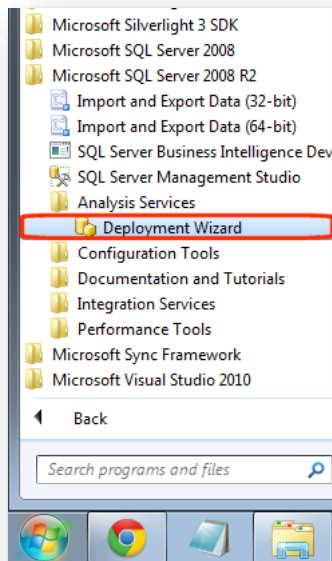 Microsoft Silverlight 3 SDK
Microsoft SQL Server 2008
Microsoft SQL Server 2008 R2
Import and Export Data (32-bit)
Import and Export Data (64-bit)
SQL Server Business Intelligence Dev
SQL Server Management Studio
Analysis Services
Deployment Wizard
Configuration Tools
Documentation and Tutorials
Integration Services
Performance Tools
Microsoft Sync Framework
Microsoft Visual Studio 2010
Back
Search programs and files